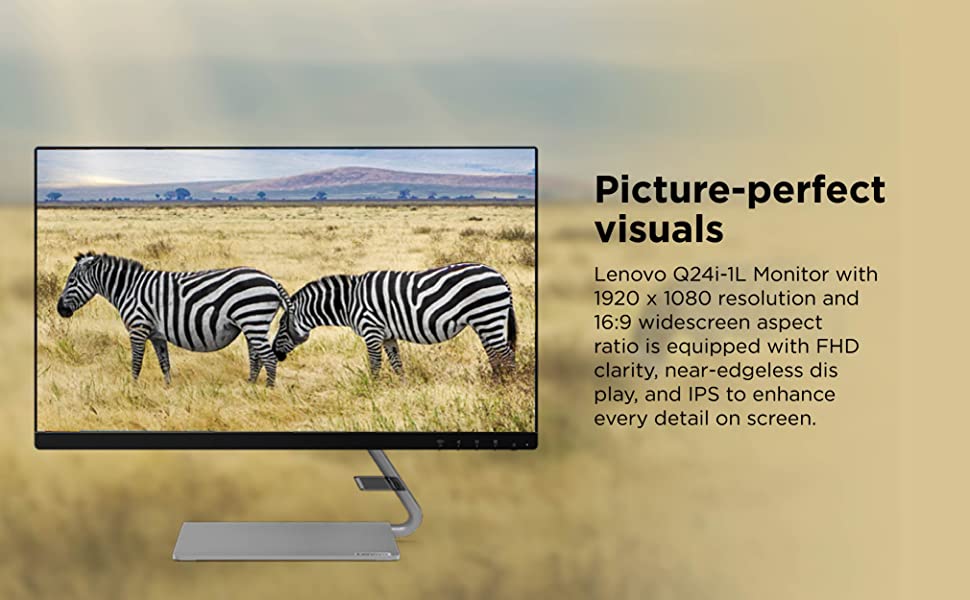 Picture-perfect
visuals
Lenovo Q24i-1L Monitor with
1920 x 1080 resolution and
16:9 widescreen aspect
ratio is equipped with FHD
clarity, near-edgeless dis
play, and IPS to enhance
every detail on screen.